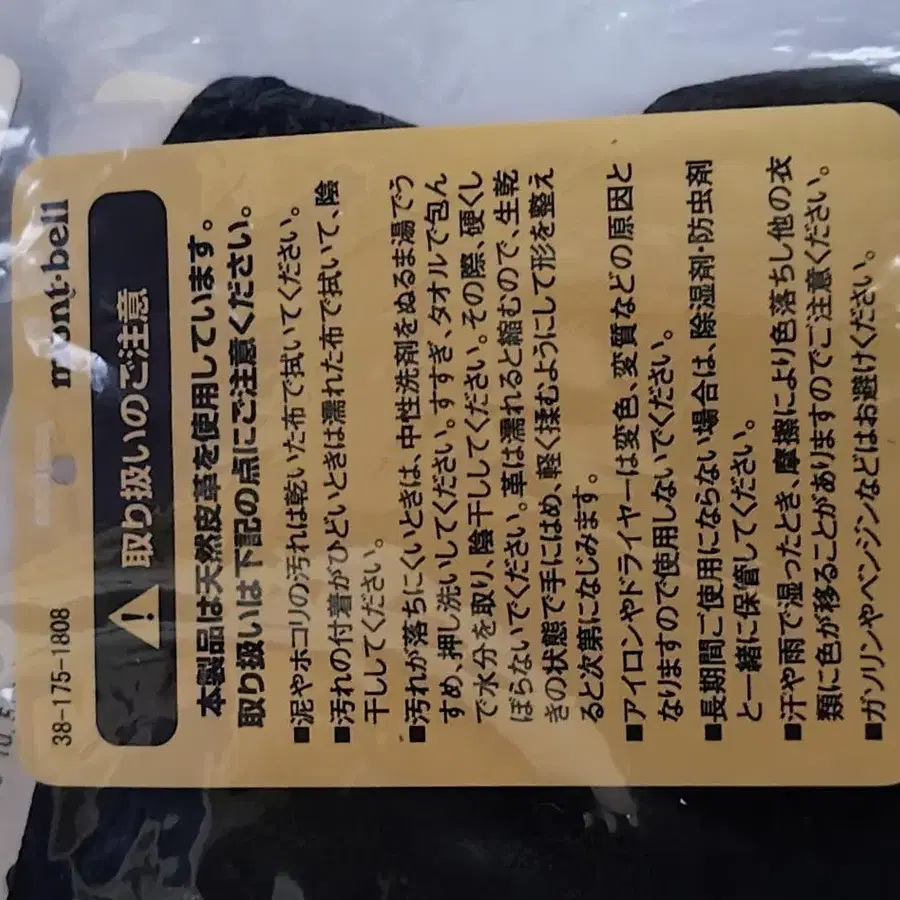 38-175-1808 mont·bell
取り扱いのご注意
本製品は天然皮革を使用しています。
取り扱いは下記の点にご注意ください。
■泥やホコリの汚れは乾いた布で拭いてください。
■汚れの付着がひどいときは濡れた布で拭いて、陰
干ししてください。
■汚れが落ちにくいときは、中性洗剤をぬるま湯でう
すめ、押し洗いしてください。すすぎ、タオルで包ん
で水分を取り、陰干ししてください。その際、硬くし
ぼらないでください。革は濡れると縮むので、生乾
きの状態で手にはめ、軽く揉むようにして形を整え
ると次第になじみます。
■アイロンやドライヤーは変色、変質などの原因と
なりますので使用しないでください。
■長期間ご使用にならない場合は、除湿剤・防虫剤
と一緒に保管してください。
■汗や雨で湿ったとき、摩擦により色落ちし他の衣
類に色が移ることがありますのでご注意ください。
■ガソリンやベンジンなどはお避けください。